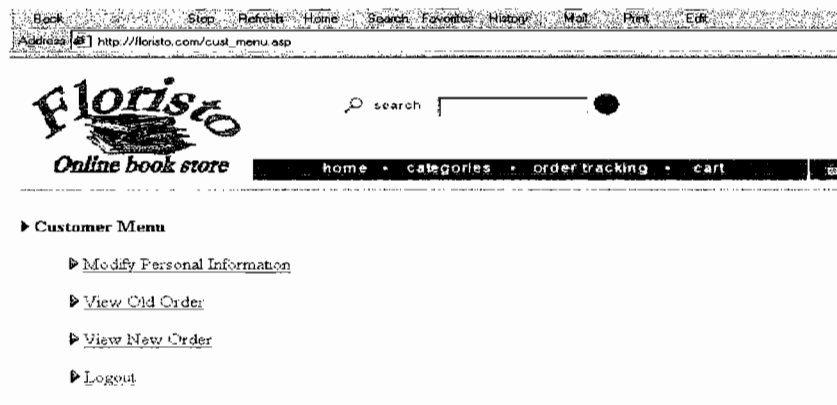 Back Stop Refresh Home Search Favorites History Mail Print Edit
Address http://floristo.com/cust_menu.asp
Floristo
search
Online book store
home • categories • order tracking • cart
Customer Menu
Modify Personal Information
View Old Order
View New Order
Logout